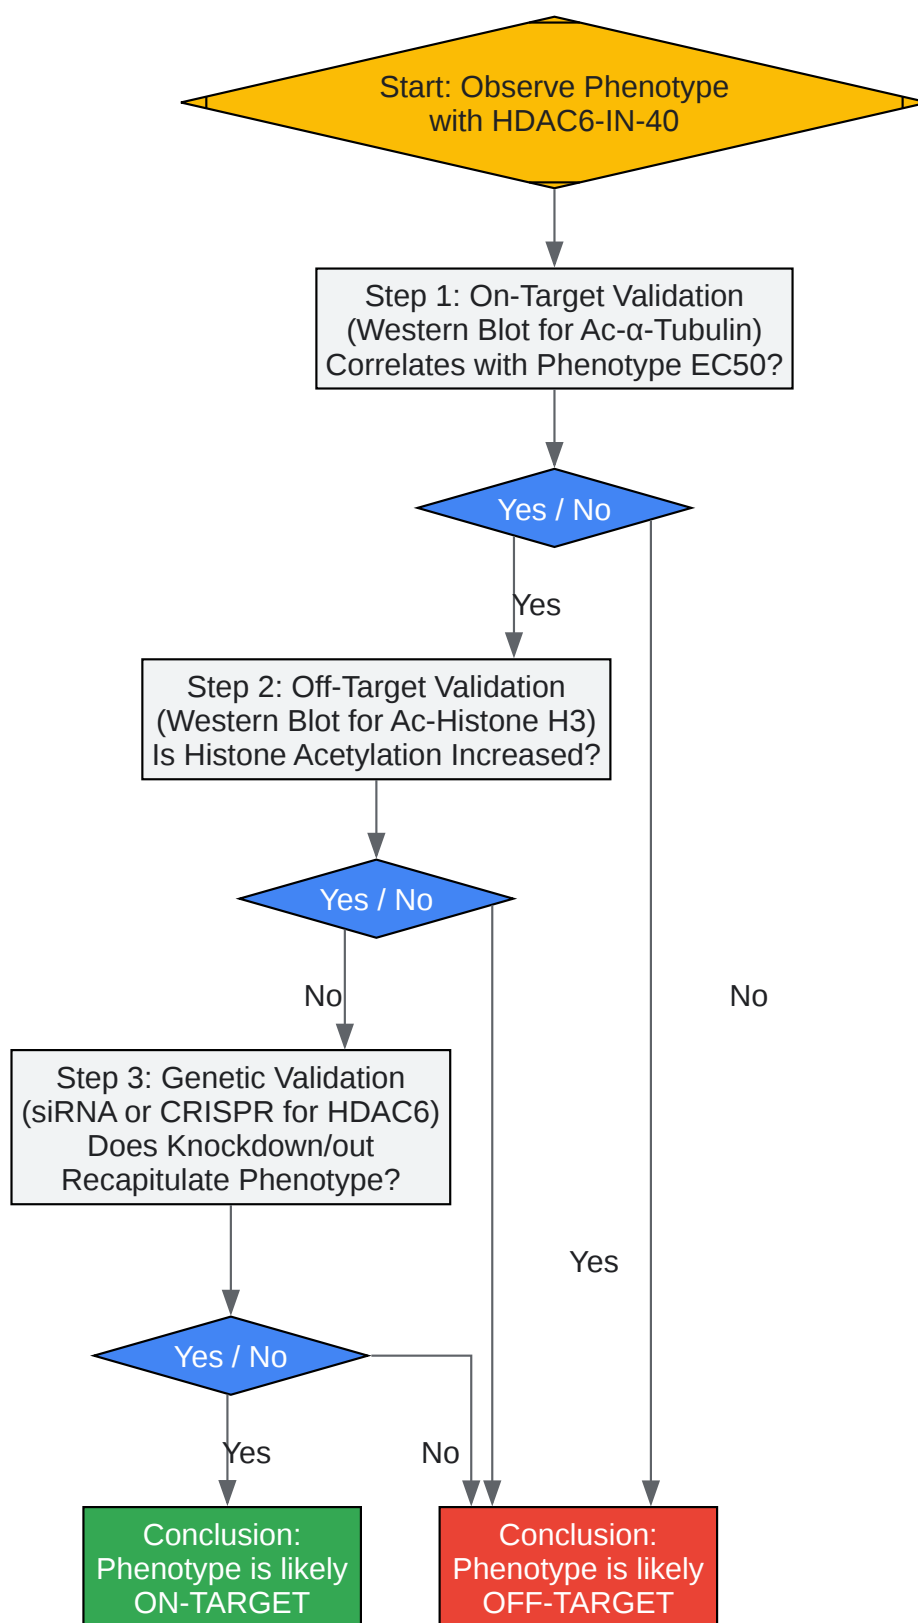 Start: Observe Phenotype
with HDAC6-IN-40
Step 1: On-Target Validation
(Western Blot for Ac-α-Tubulin)
Correlates with Phenotype EC50?
Yes / No
Yes
Step 2: Off-Target Validation
(Western Blot for Ac-Histone H3)
Is Histone Acetylation Increased?
Yes / No
No
No
Step 3: Genetic Validation
(siRNA or CRISPR for HDAC6)
Does Knockdown/out
Recapitulate Phenotype?
Yes
Yes / No
Yes
No
Conclusion:
Phenotype is likely
ON-TARGET
Conclusion:
Phenotype is likely
OFF-TARGET